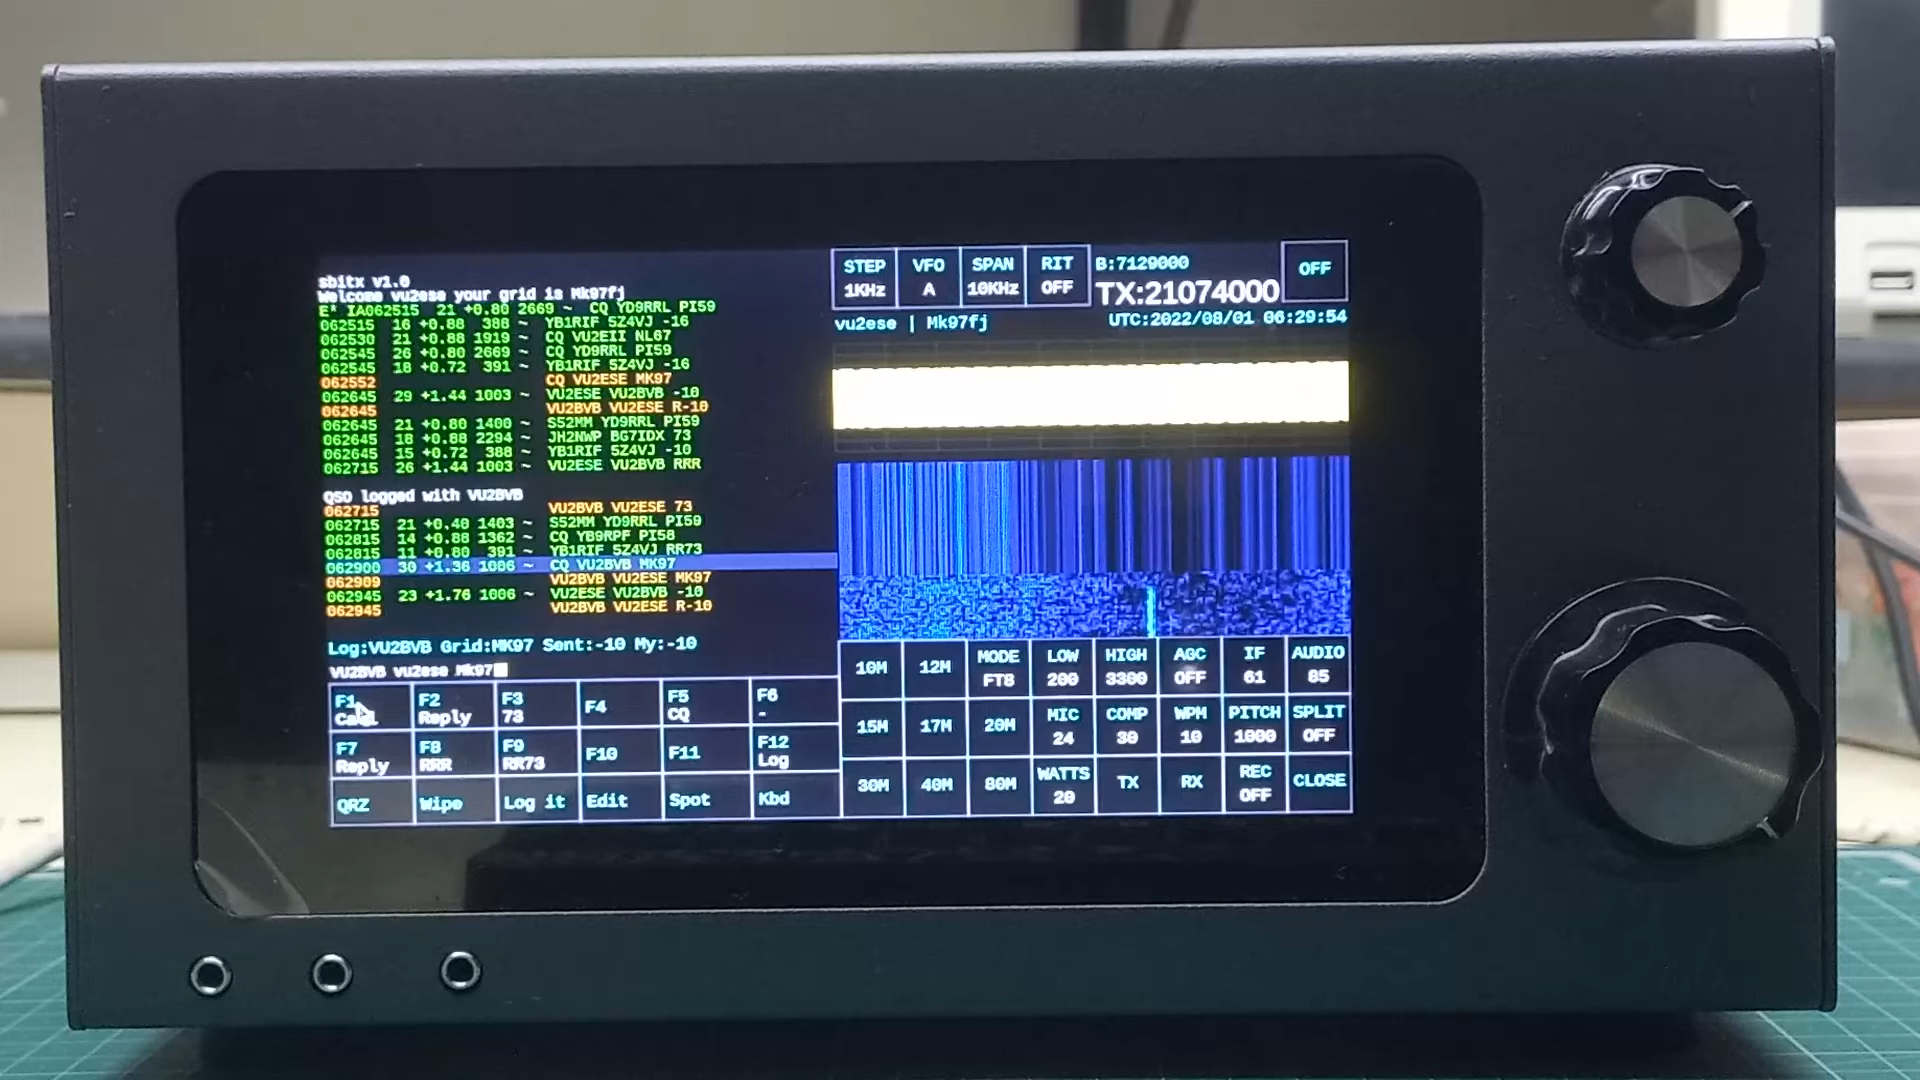 sbitx v1.0
Welcome vu2ese your grid is Mk97fj
E* IA062515 21 +0.80 2669 ~ CQ YD9RRL PI59
062515 16 +0.88 388 ~ YB1RIF 5Z4VJ -16
062530 21 +0.88 1919 ~ CQ VU2EII NL67
062545 26 +0.80 2669 ~ CQ YD9RRL PI59
062545 18 +0.72 391 ~ YB1RIF 5Z4VJ -16
062552 CQ VU2ESE MK97
062645 29 +1.44 1003 ~ VU2ESE VU2BVB -10
062645 VU2BVB VU2ESE R-10
062645 21 +0.80 1400 ~ S52MM YD9RRL PI59
062645 18 +0.88 2294 ~ JH2NWP BG7IDX 73
062645 15 +0.72 388 ~ YB1RIF 5Z4VJ -10
062715 26 +1.44 1003 ~ VU2ESE VU2BVB RRR
QSO logged with VU2BVB
062715 VU2BVB VU2ESE 73
062715 21 +0.40 1403 ~ S52MM YD9RRL PI59
062815 14 +0.88 1362 ~ CQ YB9RPF PI58
062815 11 +0.80 391 ~ YB1RIF 5Z4VJ RR73
062900 30 +1.36 1006 ~ CQ VU2BVB MK97
062909 VU2BVB VU2ESE MK97
062945 23 +1.76 1006 ~ VU2ESE VU2BVB -10
062945 VU2BVB VU2ESE R-10
Log:VU2BVB Grid:MK97 Sent:-10 My:-10
VU2BVB vu2ese Mk97
F1 F2 F3 F4 F5 F6
Call Reply 73 CQ -
F7 F8 F9 F10 F11 F12
Reply RRR RR73 Log
QRZ Wipe Log it Edit Spot Kbd
STEP VFO SPAN RIT B:7129000 OFF
1KHz A 10KHz OFF TX:21074000
vu2ese | Mk97fj UTC:2022/08/01 06:29:54
10M 12M MODE LOW HIGH AGC IF AUDIO
FT8 200 3300 OFF 61 85
15M 17M 20M MIC COMP WPM PITCH SPLIT
24 30 10 1000 OFF
30M 40M 80M WATTS TX RX REC CLOSE
20 OFF